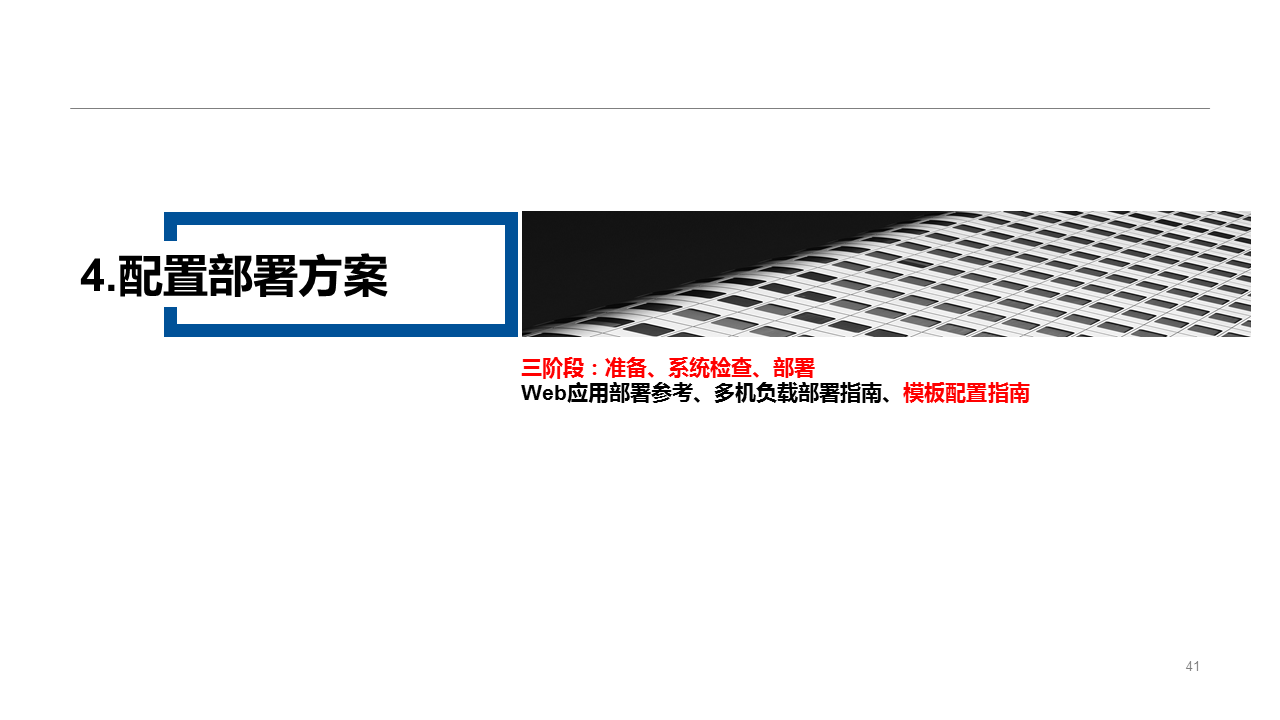 4.配置部署方案
三阶段：准备、系统检查、部署
Web应用部署参考、多机负载部署指南、模板配置指南
41